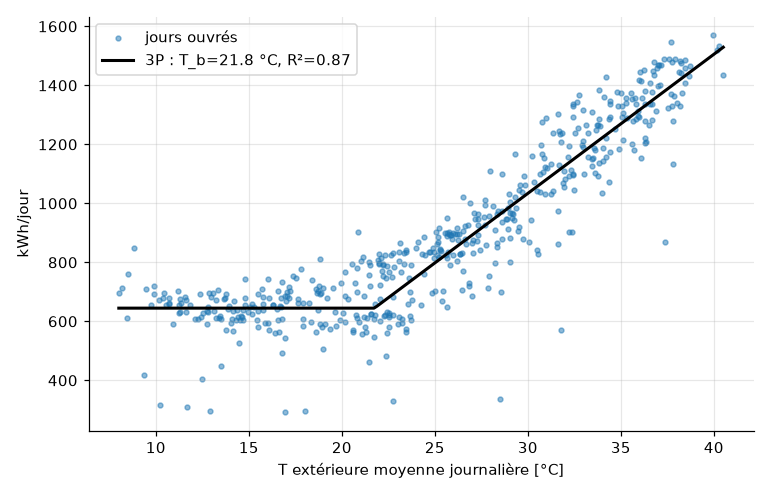 1600
1400
1200
1000
800
600
400
kWh/jour
jours ouvrés
3P : T_b=21.8 °C, R²=0.87
10 15 20 25 30 35 40
T extérieure moyenne journalière [°C]